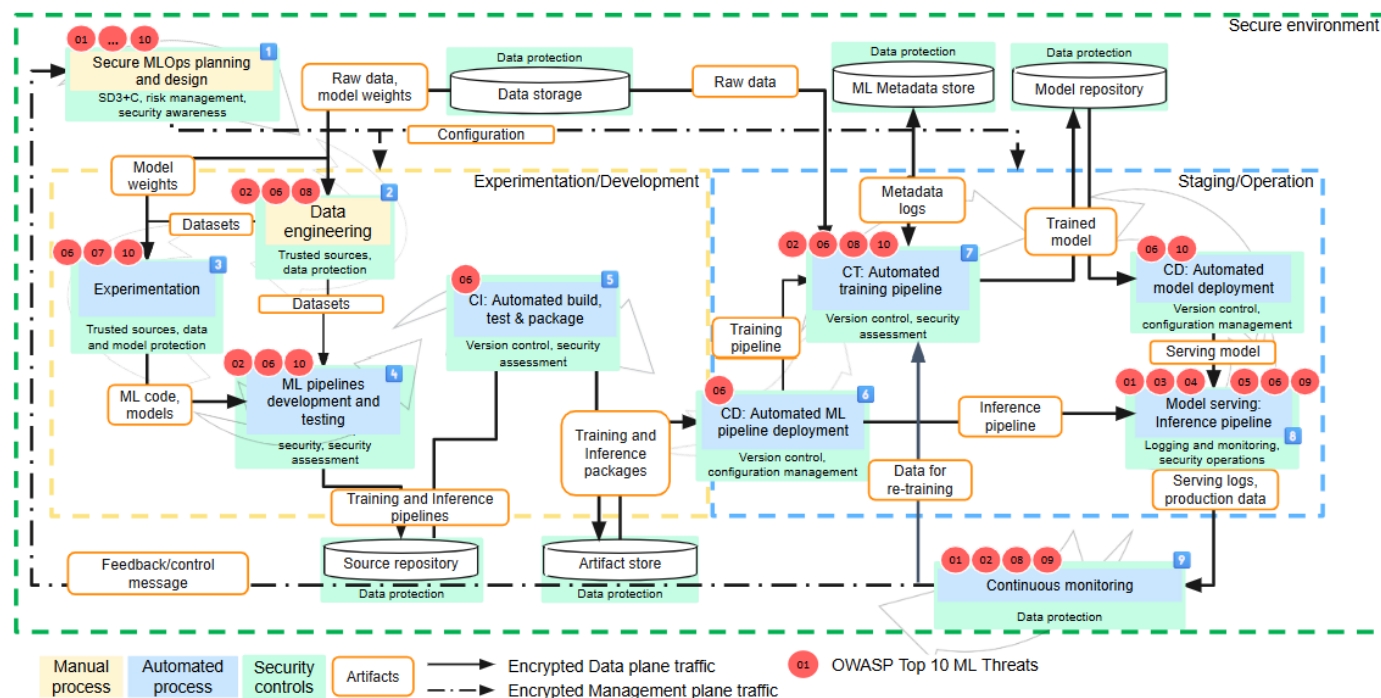 Secure environment
01 ... 10
1
Secure MLOps planning
and design
SD3+C, risk management,
security awareness
Raw data,
model weights
Data protection
Data storage
Raw data
Data protection
ML Metadata store
Data protection
Model repository
Configuration
Experimentation/Development
Staging/Operation
Model
weights
Datasets
02 06 08
2
Data
engineering
Trusted sources,
data protection
06 07 10
3
Experimentation
Trusted sources, data
and model protection
Datasets
ML code,
models
02 06 10
4
ML pipelines
development and
testing
security, security
assessment
06
5
CI: Automated build,
test & package
Version control, security
assessment
Training and Inference
pipelines
Training and
Inference
packages
Source repository
Data protection
Artifact store
Data protection
06
6
CD: Automated ML
pipeline deployment
Version control,
configuration management
Training
pipeline
Metadata
logs
02 06 08 10
7
CT: Automated
training pipeline
Version control, security
assessment
Trained
model
06 10
CD: Automated
model deployment
Version control,
configuration management
Serving model
01 03 04 05 06 09
Model serving:
Inference pipeline
8
Logging and monitoring,
security operations
Inference
pipeline
Data for
re-training
Serving logs,
production data
01 02 08 09
9
Continuous monitoring
Data protection
Feedback/control
message
Manual
process
Automated
process
Security
controls
Artifacts
Encrypted Data plane traffic
Encrypted Management plane traffic
01 OWASP Top 10 ML Threats